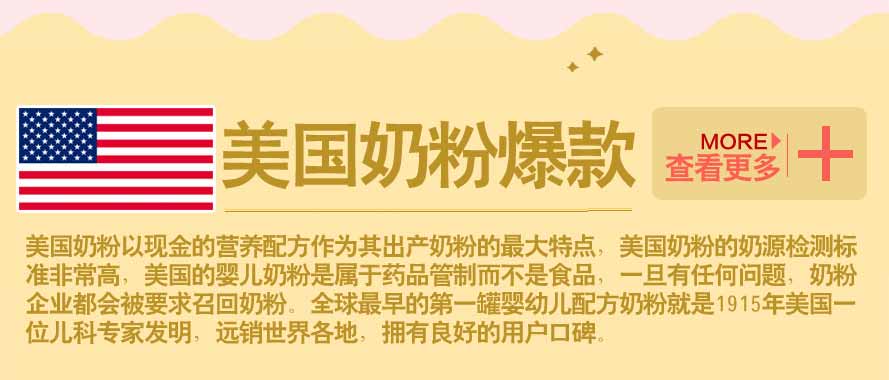 美国奶粉爆款
MORE
查看更多
美国奶粉以现金的营养配方作为其出产奶粉的最大特点，美国奶粉的奶源检测标
准非常高，美国的婴儿奶粉是属于药品管制而不是食品，一旦有任何问题，奶粉
企业都会被要求召回奶粉。全球最早的第一罐婴幼儿配方奶粉就是1915年美国一
位儿科专家发明，远销世界各地，拥有良好的用户口碑。